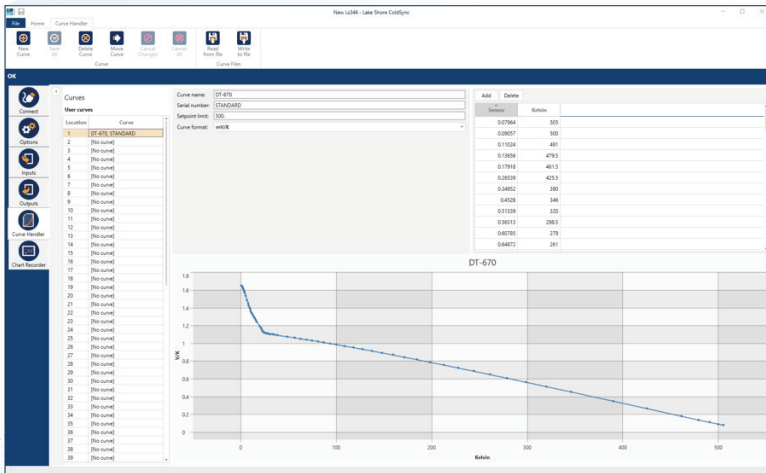 New Ls346 - Lake Shore ColdSync
File Home Curve Handler
New Curve
Save All
Delete Curve
Move Curve
Cancel Changes
Cancel All
Read from file
Write to file
Curve
Curve Files
OK
Connect
Options
Inputs
Outputs
Curve Handler
Chart Recorder
Curves
User curves
Location Curve
1 DT-670, STANDARD
2 [No curve]
3 [No curve]
4 [No curve]
5 [No curve]
6 [No curve]
7 [No curve]
8 [No curve]
9 [No curve]
10 [No curve]
11 [No curve]
12 [No curve]
13 [No curve]
14 [No curve]
15 [No curve]
16 [No curve]
17 [No curve]
18 [No curve]
19 [No curve]
20 [No curve]
21 [No curve]
22 [No curve]
23 [No curve]
24 [No curve]
25 [No curve]
26 [No curve]
27 [No curve]
28 [No curve]
29 [No curve]
30 [No curve]
31 [No curve]
32 [No curve]
33 [No curve]
34 [No curve]
35 [No curve]
36 [No curve]
37 [No curve]
38 [No curve]
39 [No curve]
Curve name: DT-670
Serial number: STANDARD
Setpoint limit: 500.
Curve format: mV/K
Add Delete
Sensor Kelvin
0.07964 505
0.09057 500
0.11024 491
0.13656 479.5
0.17918 461.5
0.26539 425.5
0.34952 390
0.4528 346
0.51339 320
0.56313 298.5
0.60785 279
0.64872 261
DT-670
1.8
1.6
1.4
1.2
1
0.8
0.6
0.4
0.2
0
V/K
0 100 200 300 400 500
Kelvin